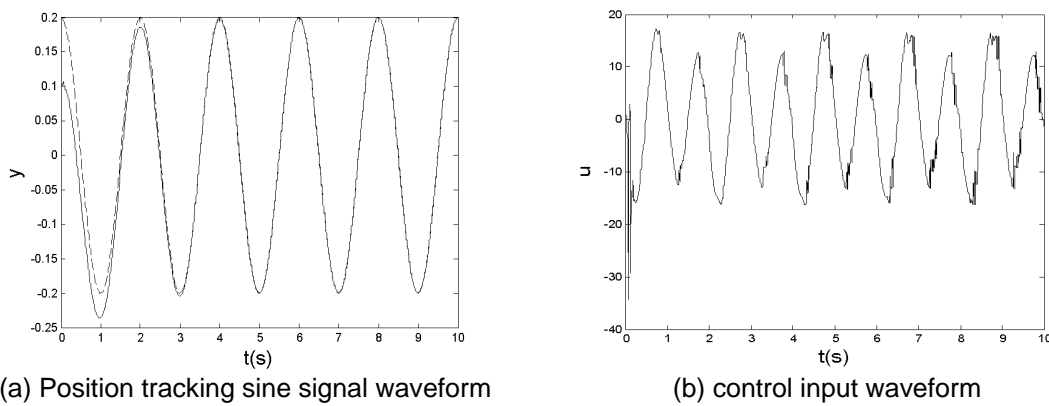 0.2
0.15
0.1
0.05
0
-0.05
-0.1
-0.15
-0.2
-0.25
y
0 1 2 3 4 5 6 7 8 9 10
t(s)
(a) Position tracking sine signal waveform
20
10
0
-10
-20
-30
-40
u
0 1 2 3 4 5 6 7 8 9 10
t(s)
(b) control input waveform